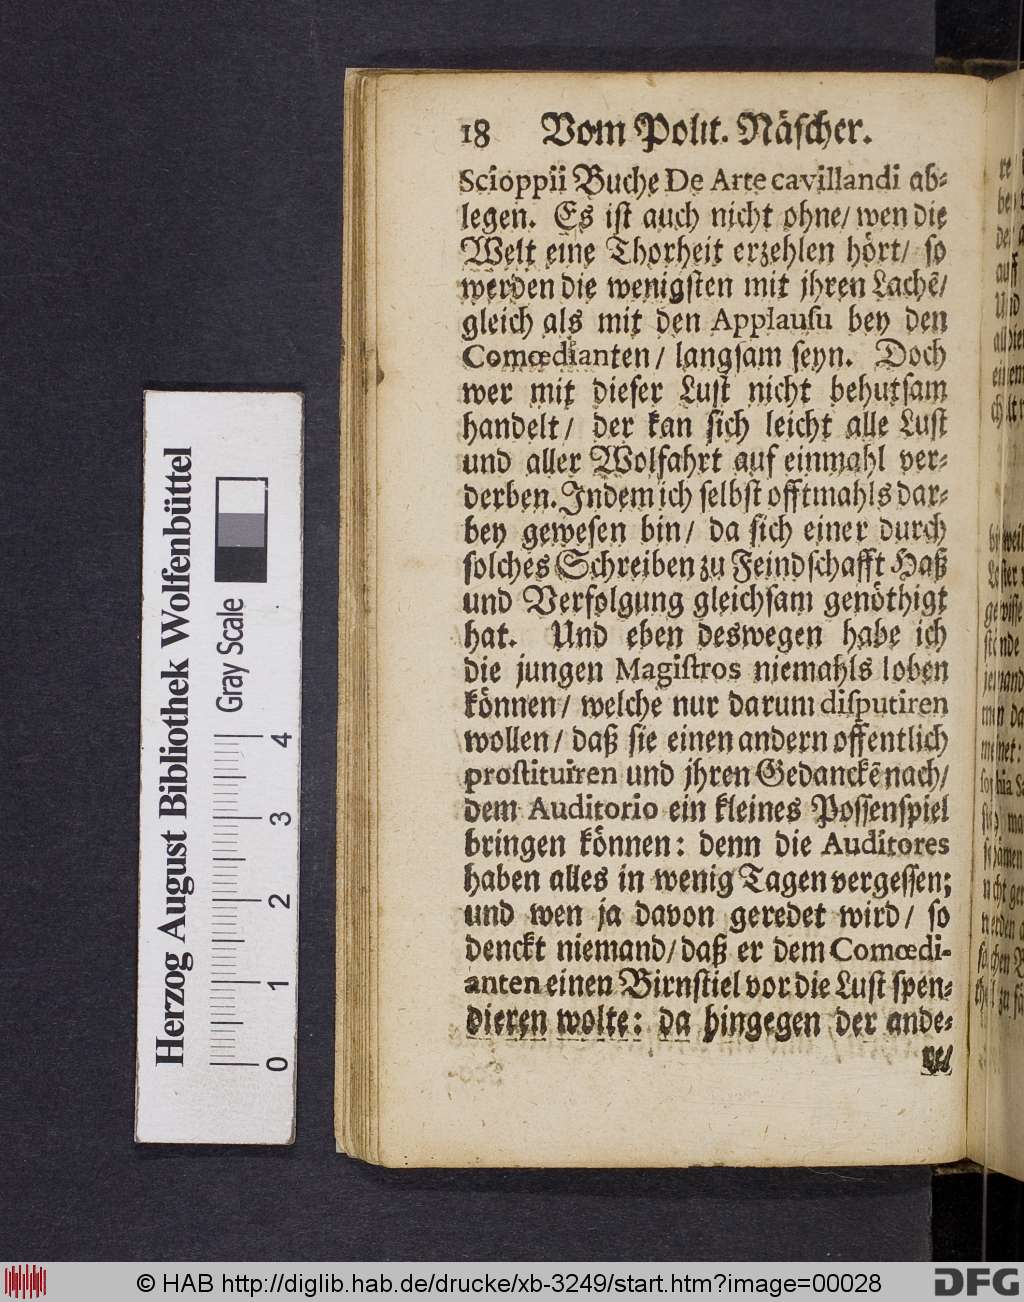 18 Vom Polit. Näscher.
Scioppii Buche De Arte cavillandi ab⸗
legen. Es ist auch nicht ohne/ wen die
Welt eine Thorheit erzehlen hört/ so
werden die wenigsten mit jhren Lachẽ/
gleich als mit den Applausu bey den
Comœdianten/ langsam seyn. Doch
wer mit dieser Lust nicht behutsam
handelt/ der kan sich leicht alle Lust
und aller Wolfahrt auf einmahl ver⸗
derben. Indem ich selbst offtmahls dar⸗
bey gewesen bin/ da sich einer durch
solches Schreiben zu Feindschafft Haß
und Verfolgung gleichsam genöthigt
hat. Und eben deswegen habe ich
die jungen Magistros niemahls loben
können/ welche nur darum disputiren
wollen/ daß sie einen andern offentlich
prostituiren und jhren Gedanckẽ nach/
dem Auditorio ein kleines Possenspiel
bringen können: denn die Auditores
haben alles in wenig Tagen vergessen;
und wen ja davon geredet wird/ so
denckt niemand/ daß er dem Comœdi-
anten einen Birnstiel vor die Lust spen⸗
dieren wolte: da hingegen der ande⸗
Herzog August Bibliothek Wolfenbüttel
Gray Scale
0 1 2 3 4
© HAB http://diglib.hab.de/drucke/xb-3249/start.htm?image=00028
DFG